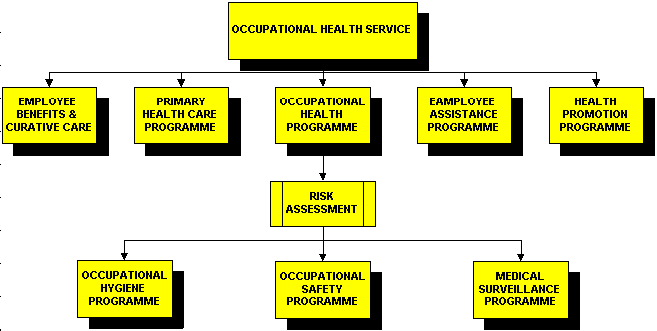 OCCUPATIONAL HEALTH SERVICE
EMPLOYEE
BENEFITS &
CURATIVE CARE
PRIMARY
HEALTH CARE
PROGRAMME
OCCUPATIONAL
HEALTH
PROGRAMME
EAMPLOYEE
ASSISTANCE
PROGRAMME
HEALTH
PROMOTION
PROGRAMME
RISK
ASSESSMENT
OCCUPATIONAL
HYGIENE
PROGRAMME
OCCUPATIONAL
SAFETY
PROGRAMME
MEDICAL
SURVEILLANCE
PROGRAMME